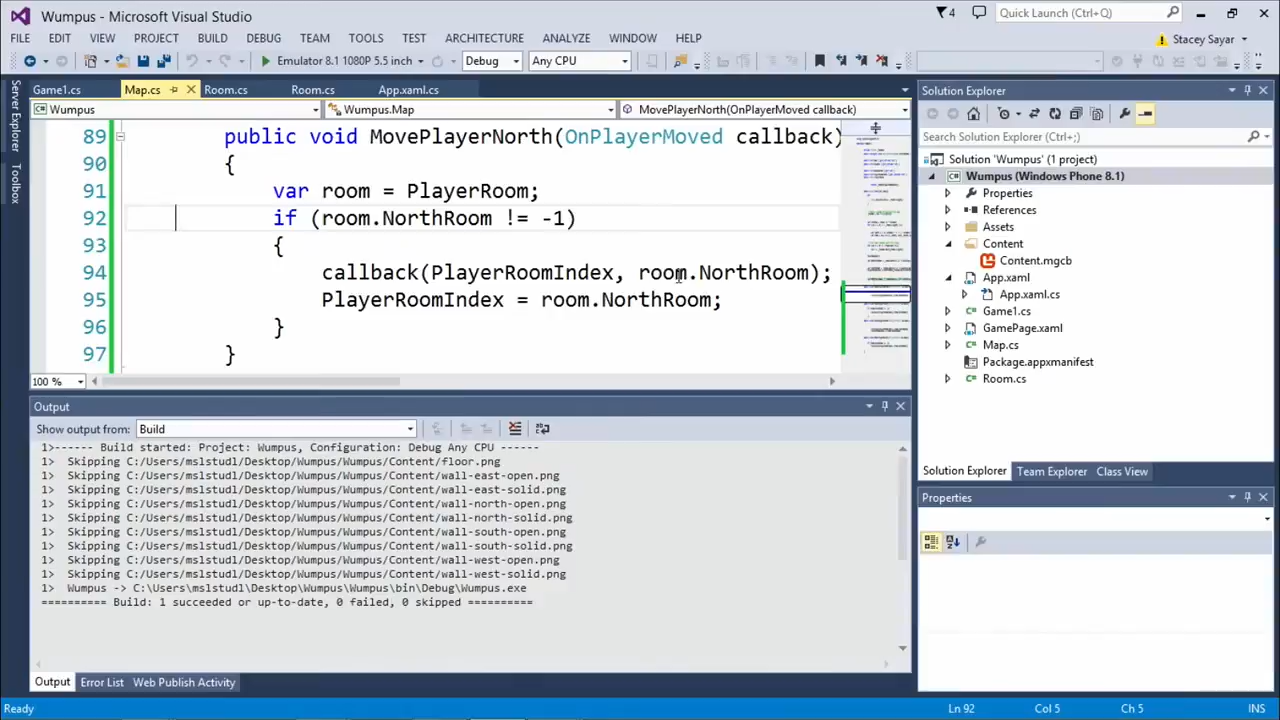 Wumpus - Microsoft Visual Studio
4
Quick Launch (Ctrl+Q)
FILE EDIT VIEW PROJECT BUILD DEBUG TEAM TOOLS TEST ARCHITECTURE ANALYZE WINDOW HELP
Stacey Sayar
Emulator 8.1 1080P 5.5 inch Debug Any CPU
Server Explorer
Toolbox
Game1.cs Map.cs Room.cs Room.cs App.xaml.cs
Wumpus Wumpus.Map MovePlayerNorth(OnPlayerMoved callback)
89 public void MovePlayerNorth(OnPlayerMoved callback)
90 {
91 var room = PlayerRoom;
92 if (room.NorthRoom != -1)
93 {
94 callback(PlayerRoomIndex, room.NorthRoom);
95 PlayerRoomIndex = room.NorthRoom;
96 }
97 }
100 %
Output
Show output from: Build
1>------ Build started: Project: Wumpus, Configuration: Debug Any CPU ------
1> Skipping C:/Users/mslstudl/Desktop/Wumpus/Wumpus/Content/floor.png
1> Skipping C:/Users/mslstudl/Desktop/Wumpus/Wumpus/Content/wall-east-open.png
1> Skipping C:/Users/mslstudl/Desktop/Wumpus/Wumpus/Content/wall-east-solid.png
1> Skipping C:/Users/mslstudl/Desktop/Wumpus/Wumpus/Content/wall-north-open.png
1> Skipping C:/Users/mslstudl/Desktop/Wumpus/Wumpus/Content/wall-north-solid.png
1> Skipping C:/Users/mslstudl/Desktop/Wumpus/Wumpus/Content/wall-south-open.png
1> Skipping C:/Users/mslstudl/Desktop/Wumpus/Wumpus/Content/wall-south-solid.png
1> Skipping C:/Users/mslstudl/Desktop/Wumpus/Wumpus/Content/wall-west-open.png
1> Skipping C:/Users/mslstudl/Desktop/Wumpus/Wumpus/Content/wall-west-solid.png
1> Wumpus -> C:\Users\mslstudl\Desktop\Wumpus\Wumpus\bin\Debug\Wumpus.exe
========== Build: 1 succeeded or up-to-date, 0 failed, 0 skipped ==========
Output Error List Web Publish Activity
Solution Explorer
Search Solution Explorer (Ctrl+;)
Solution 'Wumpus' (1 project)
Wumpus (Windows Phone 8.1)
Properties
References
Assets
Content
Content.mgcb
App.xaml
App.xaml.cs
Game1.cs
GamePage.xaml
Map.cs
Package.appxmanifest
Room.cs
Solution Explorer Team Explorer Class View
Properties
Ready Ln 92 Col 5 Ch 5 INS